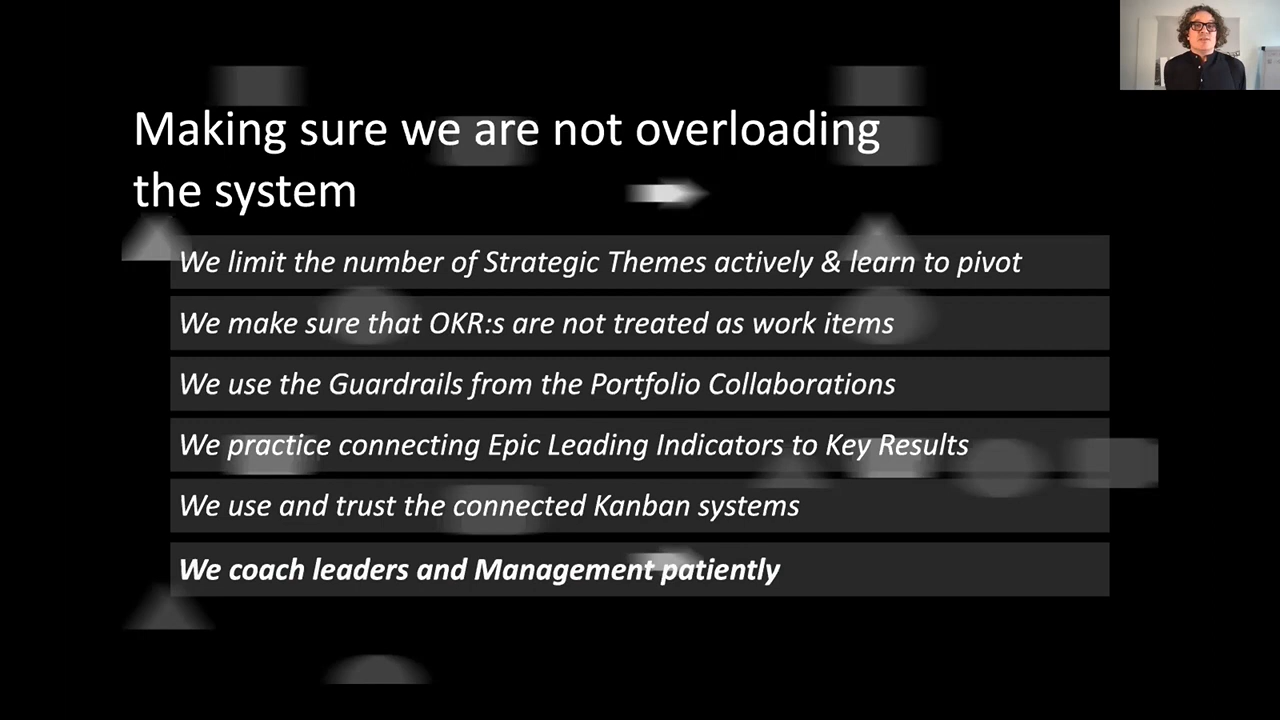 Making sure we are not overloading
the system
We limit the number of Strategic Themes actively & learn to pivot
We make sure that OKR:s are not treated as work items
We use the Guardrails from the Portfolio Collaborations
We practice connecting Epic Leading Indicators to Key Results
We use and trust the connected Kanban systems
We coach leaders and Management patiently